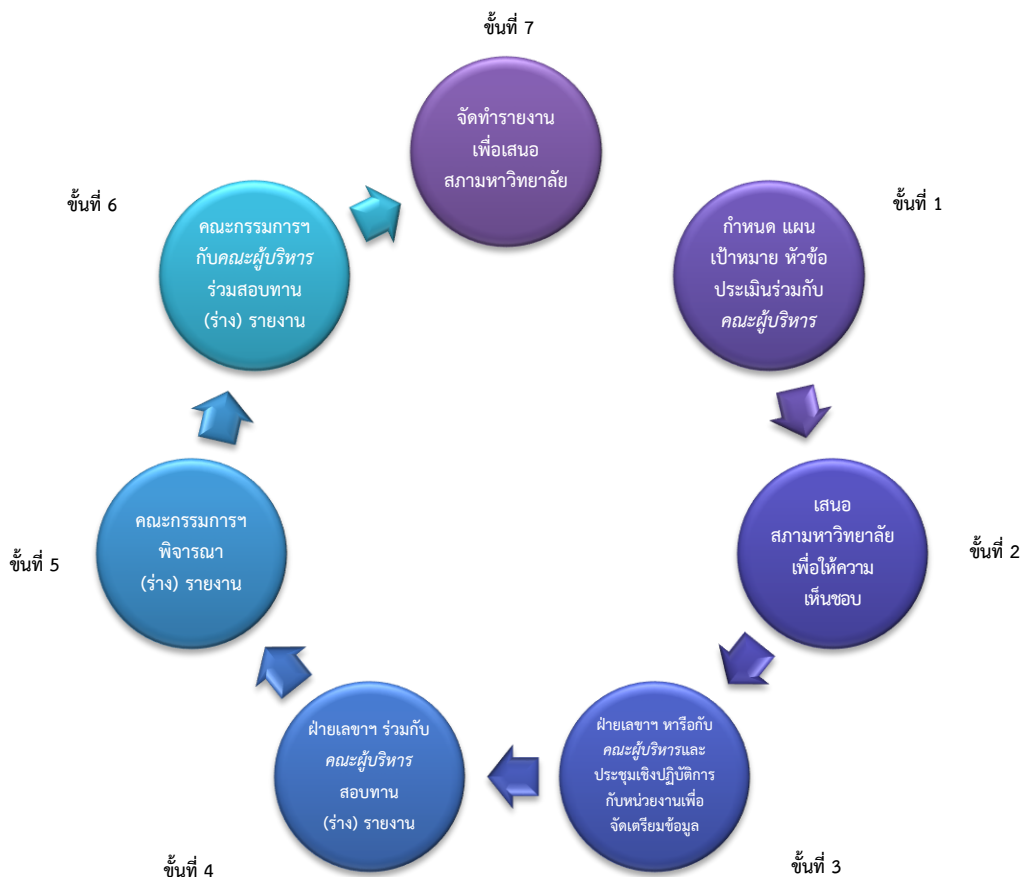 ขั้นที่ 1
กำหนด แผน
เป้าหมาย หัวข้อ
ประเมินร่วมกับ
คณะผู้บริหาร
ขั้นที่ 2
เสนอ
สภามหาวิทยาลัย
เพื่อให้ความ
เห็นชอบ
ขั้นที่ 3
ฝ่ายเลขาฯ หารือกับ
คณะผู้บริหารและ
ประชุมเชิงปฏิบัติการ
กับหน่วยงานเพื่อ
จัดเตรียมข้อมูล
ขั้นที่ 4
ฝ่ายเลขาฯ ร่วมกับ
คณะผู้บริหาร
สอบทาน
(ร่าง) รายงาน
ขั้นที่ 5
คณะกรรมการฯ
พิจารณา
(ร่าง) รายงาน
ขั้นที่ 6
คณะกรรมการฯ
กับคณะผู้บริหาร
ร่วมสอบทาน
(ร่าง) รายงาน
ขั้นที่ 7
จัดทำรายงาน
เพื่อเสนอ
สภามหาวิทยาลัย